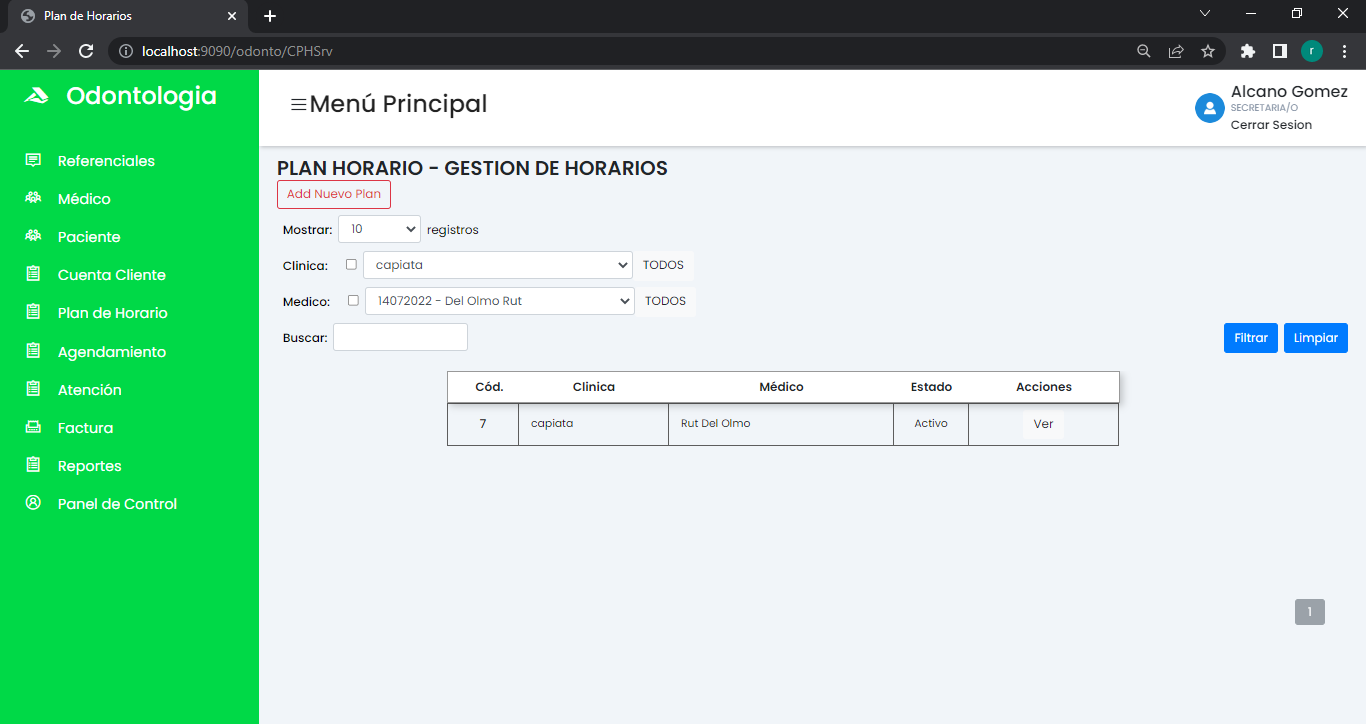 Plan de Horarios
localhost:9090/odonto/CPHSrv
r
Odontologia
Referenciales
Médico
Paciente
Cuenta Cliente
Plan de Horario
Agendamiento
Atención
Factura
Reportes
Panel de Control
Menú Principal
Alcano Gomez
SECRETARIA/O
Cerrar Sesion
PLAN HORARIO - GESTION DE HORARIOS
Add Nuevo Plan
Mostrar: 10 registros
Clinica: capiata TODOS
Medico: 14072022 - Del Olmo Rut TODOS
Buscar:
Filtrar Limpiar
Cód. Clinica Médico Estado Acciones
7 capiata Rut Del Olmo Activo Ver
1